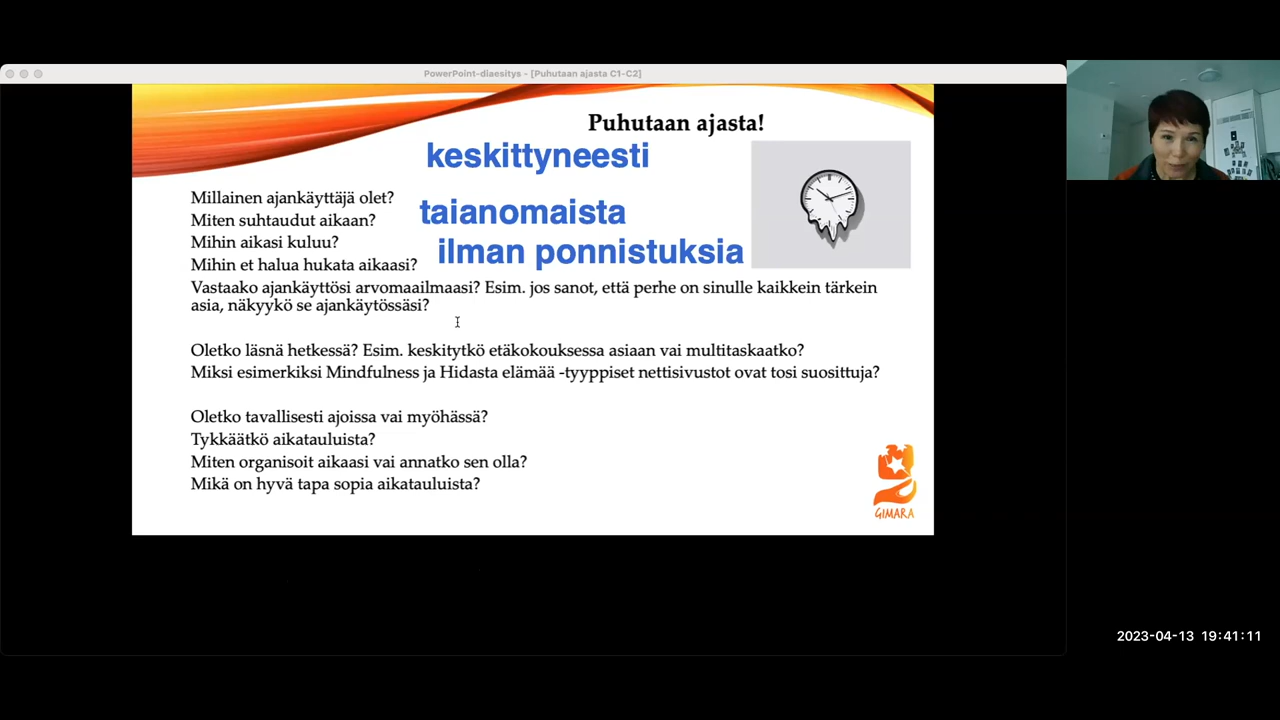 PowerPoint-diaesitys - [Puhutaan ajasta C1-C2]
Puhutaan ajasta!
keskittyneesti
taianomaista
ilman ponnistuksia
Millainen ajankäyttäjä olet?
Miten suhtaudut aikaan?
Mihin aikasi kuluu?
Mihin et halua hukata aikaasi?
Vastaako ajankäyttösi arvomaailmaasi? Esim. jos sanot, että perhe on sinulle kaikkein tärkein
asia, näkyykö se ajankäytössäsi?
Oletko läsnä hetkessä? Esim. keskitytkö etäkokouksessa asiaan vai multitaskaatko?
Miksi esimerkiksi Mindfulness ja Hidasta elämää -tyyppiset nettisivustot ovat tosi suosittuja?
Oletko tavallisesti ajoissa vai myöhässä?
Tykkäätkö aikatauluista?
Miten organisoit aikaasi vai annatko sen olla?
Mikä on hyvä tapa sopia aikatauluista?
GIMARA
2023-04-13 19:41:11